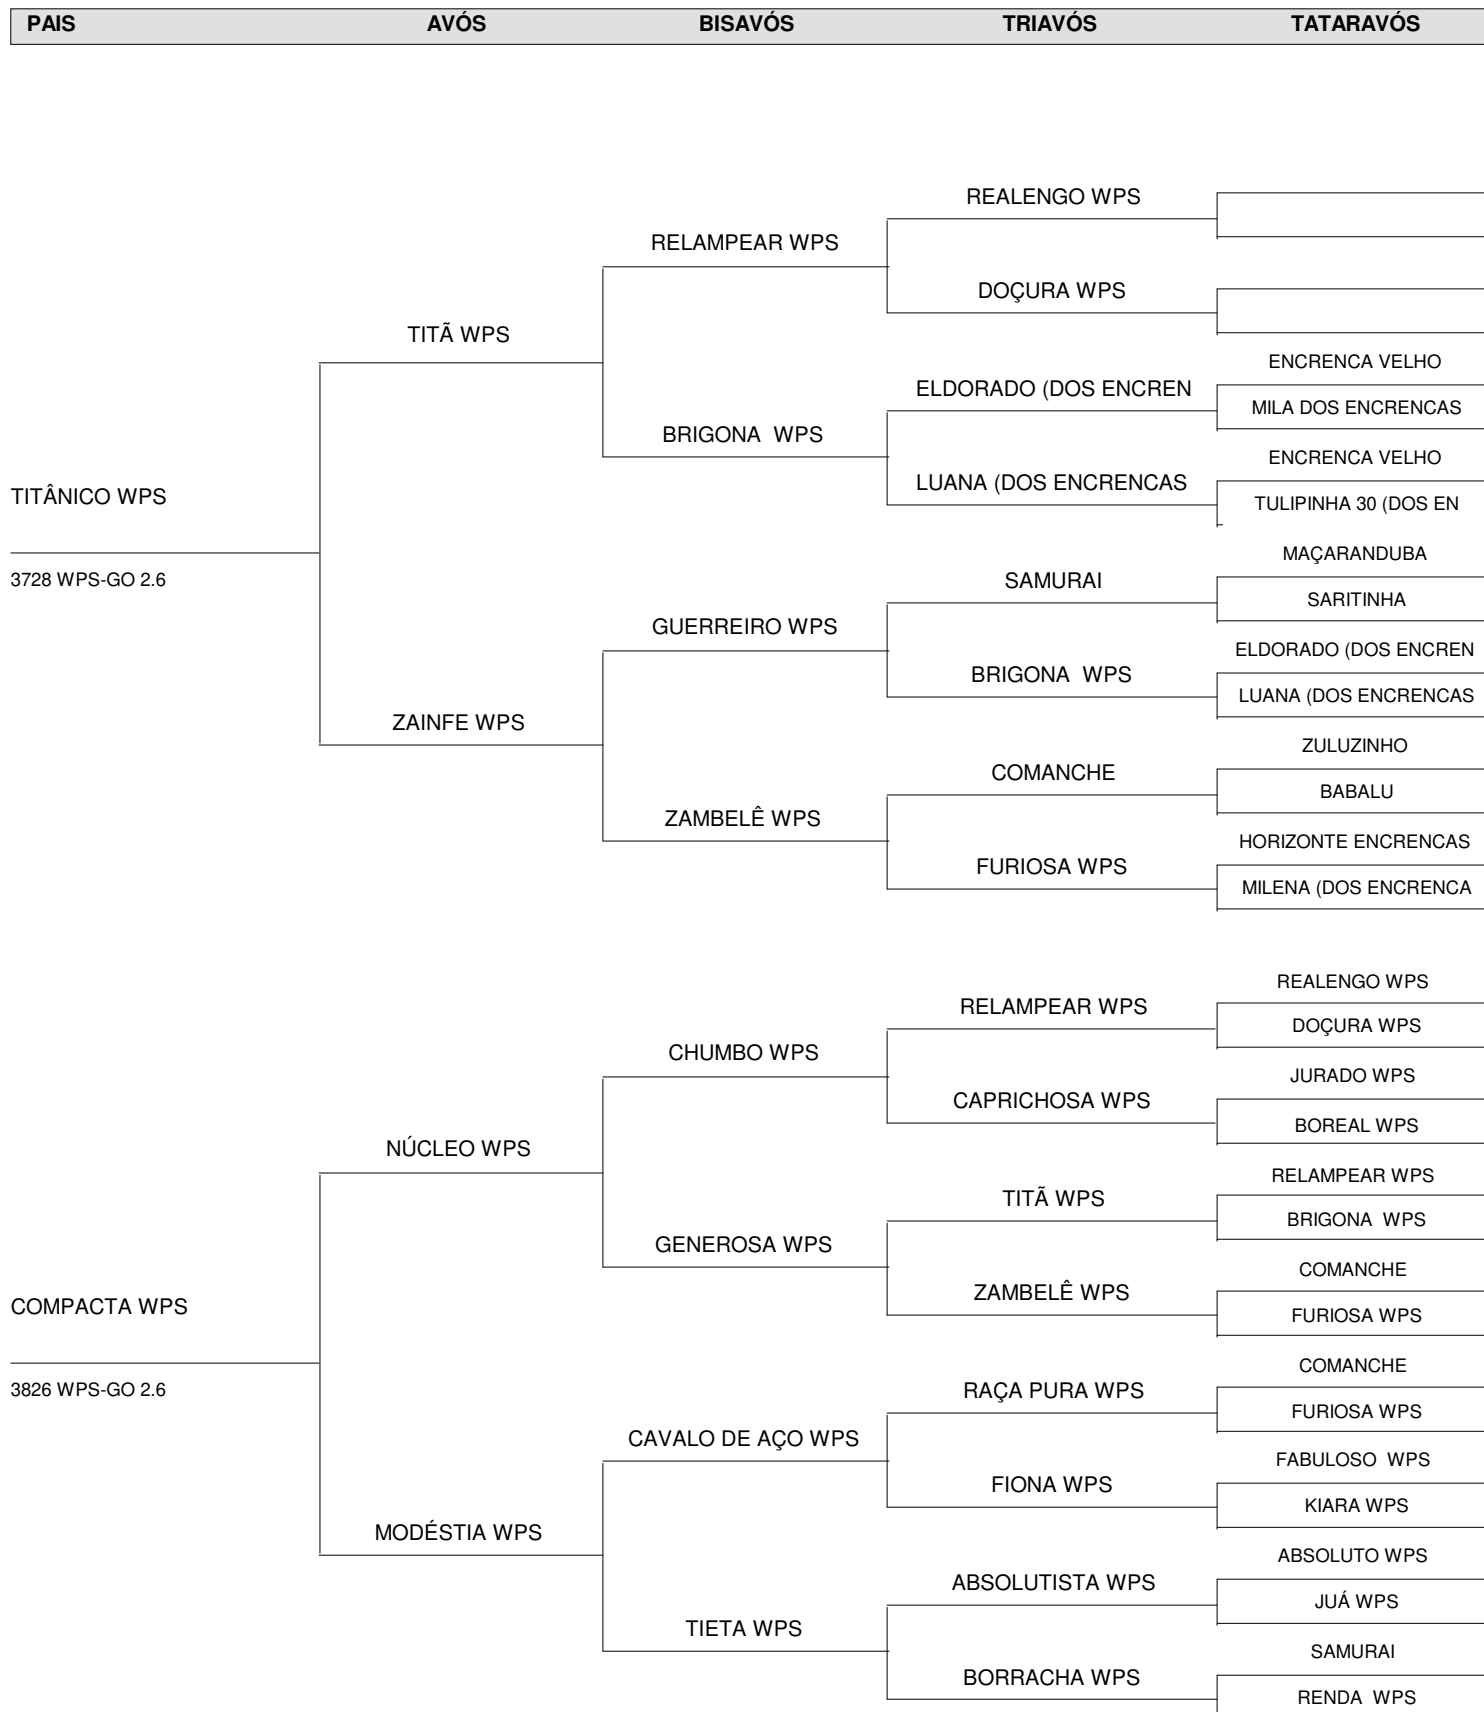 PAIS AVÓS BISAVÓS TRIAVÓS TATARAVÓS
REALENGO WPS
RELAMPEAR WPS
DOÇURA WPS
TITÃ WPS
ENCRENCA VELHO
ELDORADO (DOS ENCREN
MILA DOS ENCRENCAS
BRIGONA WPS
ENCRENCA VELHO
LUANA (DOS ENCRENCAS
TITÂNICO WPS
TULIPINHA 30 (DOS EN
MAÇARANDUBA
3728 WPS-GO 2.6
SAMURAI
SARITINHA
GUERREIRO WPS
ELDORADO (DOS ENCREN
BRIGONA WPS
LUANA (DOS ENCRENCAS
ZAINFE WPS
ZULUZINHO
COMANCHE
BABALU
ZAMBELÊ WPS
HORIZONTE ENCRENCAS
FURIOSA WPS
MILENA (DOS ENCRENCA
REALENGO WPS
RELAMPEAR WPS
DOÇURA WPS
CHUMBO WPS
JURADO WPS
CAPRICHOSA WPS
BOREAL WPS
NÚCLEO WPS
RELAMPEAR WPS
TITÃ WPS
BRIGONA WPS
GENEROSA WPS
COMANCHE
ZAMBELÊ WPS
COMPACTA WPS
FURIOSA WPS
COMANCHE
3826 WPS-GO 2.6
RAÇA PURA WPS
FURIOSA WPS
CAVALO DE AÇO WPS
FABULOSO WPS
FIONA WPS
KIARA WPS
MODÉSTIA WPS
ABSOLUTO WPS
ABSOLUTISTA WPS
JUÁ WPS
TIETA WPS
SAMURAI
BORRACHA WPS
RENDA WPS